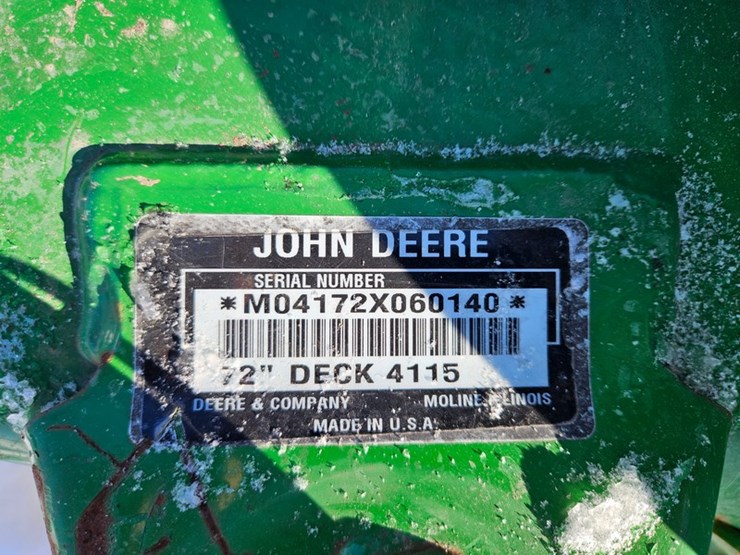 JOHN DEERE
SERIAL NUMBER
*M04172X060140*
72" DECK 4115
DEERE & COMPANY MOLINE, ILLINOIS
MADE IN U.S.A.